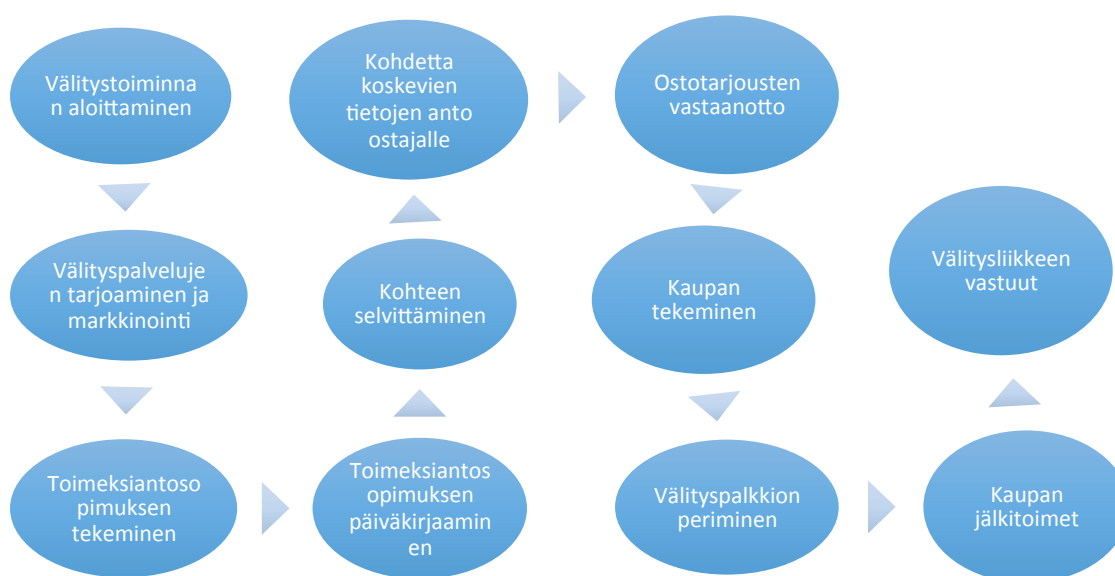 Välitystoiminna
n aloittaminen
Välityspalveluje
n tarjoaminen ja
markkinointi
Toimeksiantoso
pimuksen
tekeminen
Toimeksiantos
opimuksen
päiväkirjaamin
en
Kohteen
selvittäminen
Kohdetta
koskevien
tietojen anto
ostajalle
Ostotarjousten
vastaanotto
Kaupan
tekeminen
Välityspalkkion
periminen
Kaupan
jälkitoimet
Välitysliikkeen
vastuut